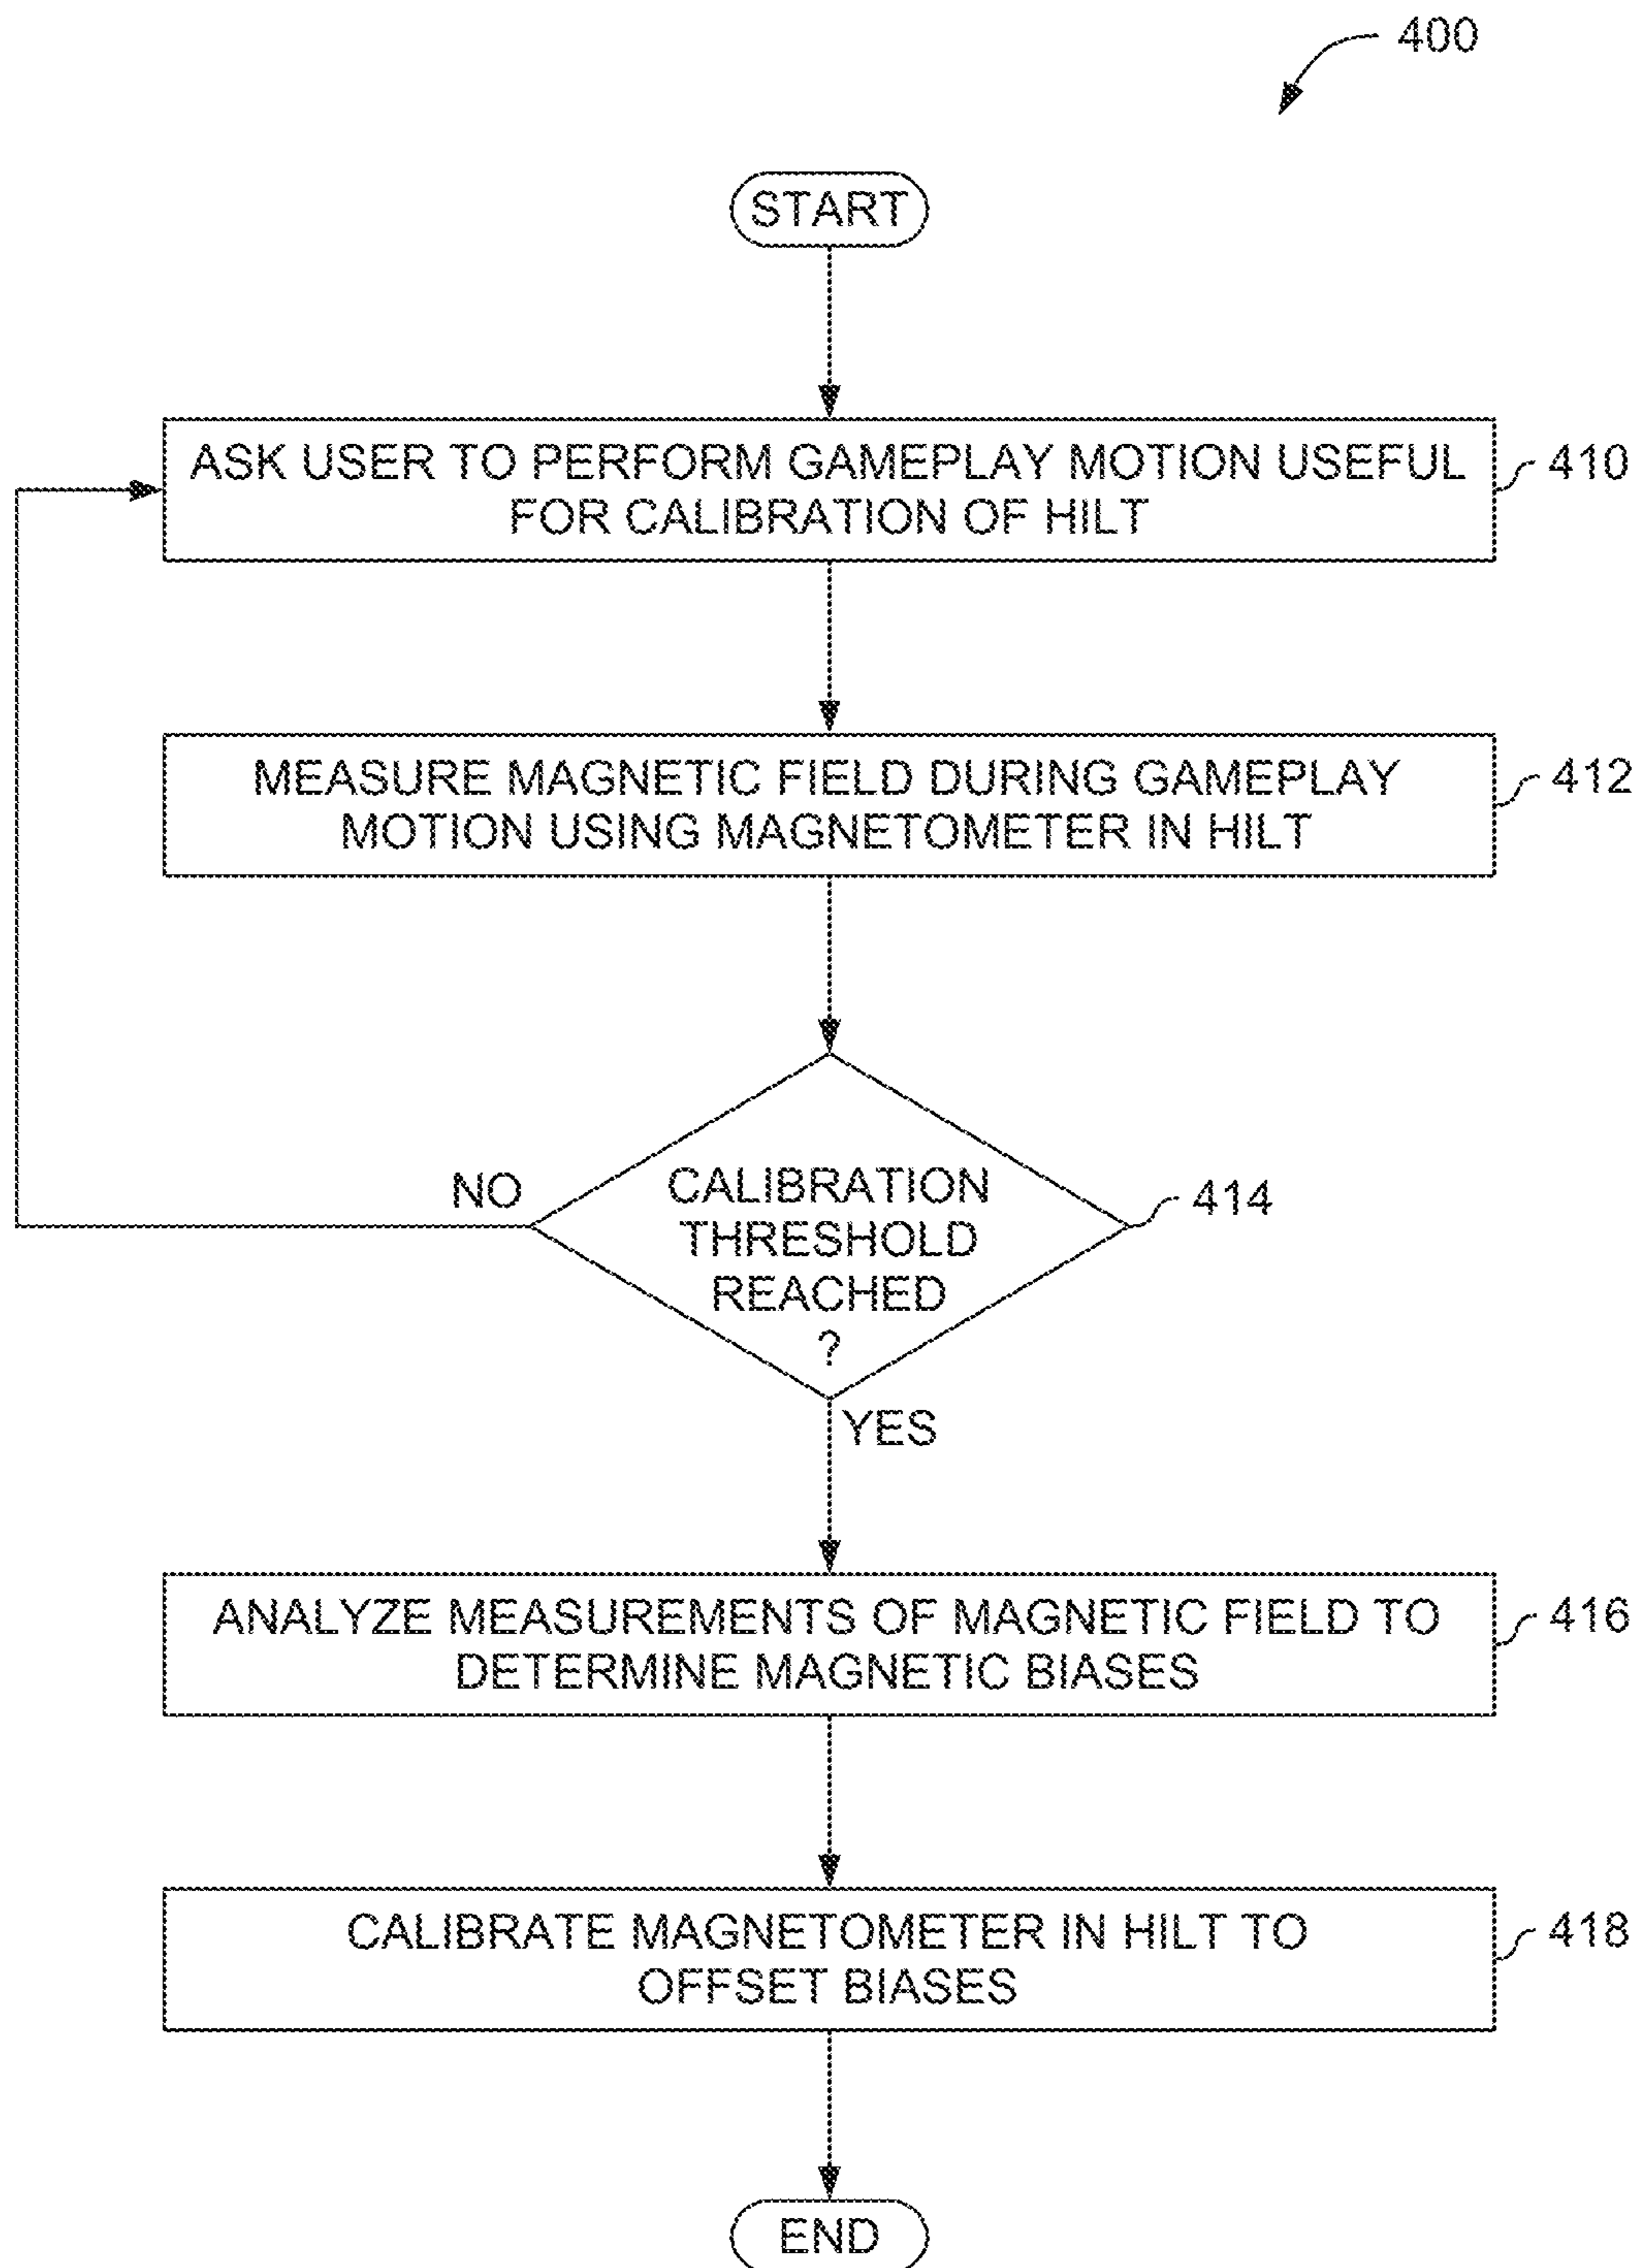 400
START
ASK USER TO PERFORM GAMEPLAY MOTION USEFUL
FOR CALIBRATION OF HILT
410
MEASURE MAGNETIC FIELD DURING GAMEPLAY
MOTION USING MAGNETOMETER IN HILT
412
NO
CALIBRATION
THRESHOLD
REACHED
?
414
YES
ANALYZE MEASUREMENTS OF MAGNETIC FIELD TO
DETERMINE MAGNETIC BIASES
416
CALIBRATE MAGNETOMETER IN HILT TO
OFFSET BIASES
418
END